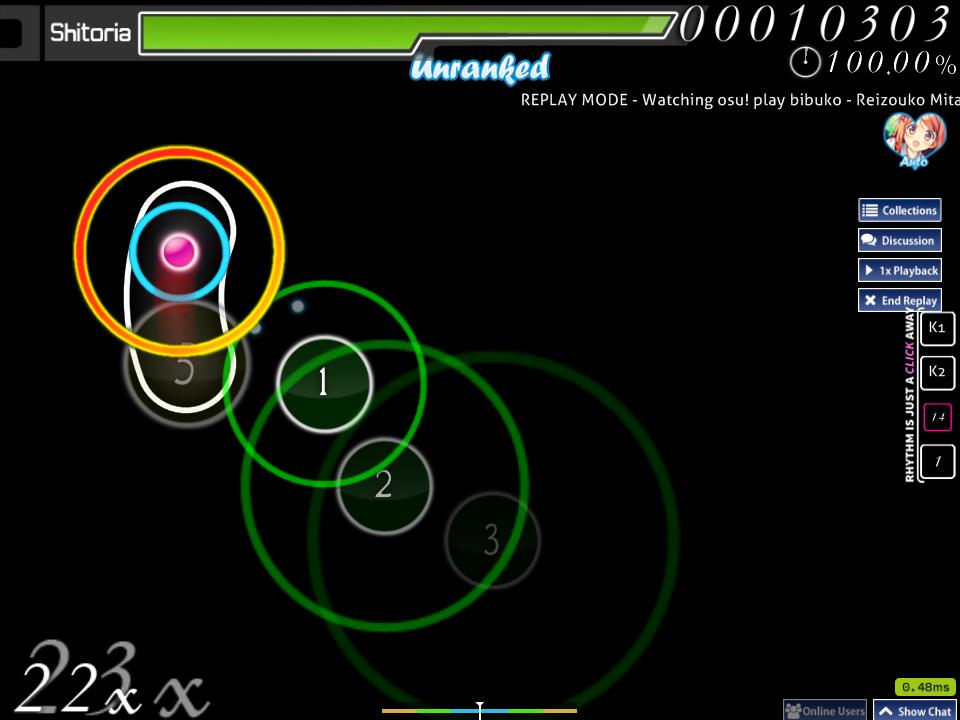 Shitoria
00010303
100.00%
Unranked
REPLAY MODE - Watching osu! play bibuko - Reizouko Mita
Auto
Collections
Discussion
1x Playback
End Replay
RHYTHM IS JUST A CLICK AWAY
K1
K2
14
1
5
1
2
3
22x
0.48ms
Online Users
Show Chat